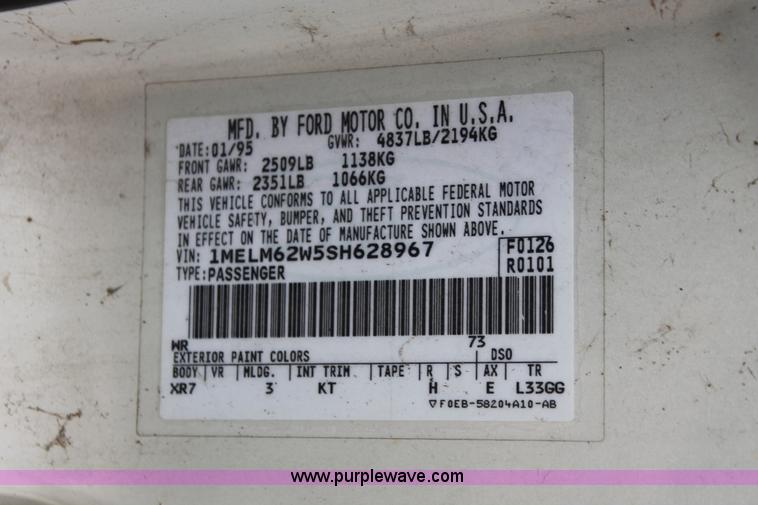 MFD. BY FORD MOTOR CO. IN U.S.A.
DATE: 01/95 GVWR: 4837LB/2194KG
FRONT GAWR: 2509LB 1138KG
REAR GAWR: 2351LB 1066KG
THIS VEHICLE CONFORMS TO ALL APPLICABLE FEDERAL MOTOR
VEHICLE SAFETY, BUMPER, AND THEFT PREVENTION STANDARDS
IN EFFECT ON THE DATE OF MANUFACTURE SHOWN ABOVE.
VIN: 1MELM62W5SH628967 F0126
TYPE: PASSENGER R0101
WR 73
EXTERIOR PAINT COLORS DSO
BODY VR MLDG. INT TRIM TAPE R S AX TR
XR7 3 KT H E L33GG
▽F0EB-58204A10-AB
www.purplewave.com